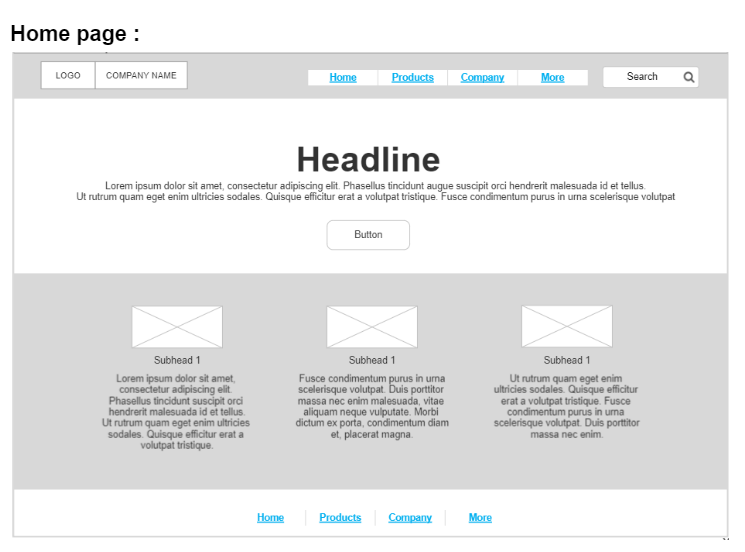 Home page :
LOGO COMPANY NAME Home Products Company More Search
Headline
Lorem ipsum dolor sit amet, consectetur adipiscing elit. Phasellus tincidunt augue suscipit orci hendrerit malesuada id et tellus.
Ut rutrum quam eget enim ultricies sodales. Quisque efficitur erat a volutpat tristique. Fusce condimentum purus in urna scelerisque volutpat
Button
Subhead 1
Lorem ipsum dolor sit amet,
consectetur adipiscing elit.
Phasellus tincidunt suscipit orci
hendrerit malesuada id et tellus.
Ut rutrum quam eget enim ultricies
sodales. Quisque efficitur erat a
volutpat tristique.
Subhead 1
Fusce condimentum purus in urna
scelerisque volutpat. Duis porttitor
massa nec enim malesuada, vitae
aliquam neque vulputate. Morbi
dictum ex porta, condimentum diam
et, placerat magna.
Subhead 1
Ut rutrum quam eget enim
ultricies sodales. Quisque efficitur
erat a volutpat tristique. Fusce
condimentum purus in urna
scelerisque volutpat. Duis porttitor
massa nec enim.
Home Products Company More